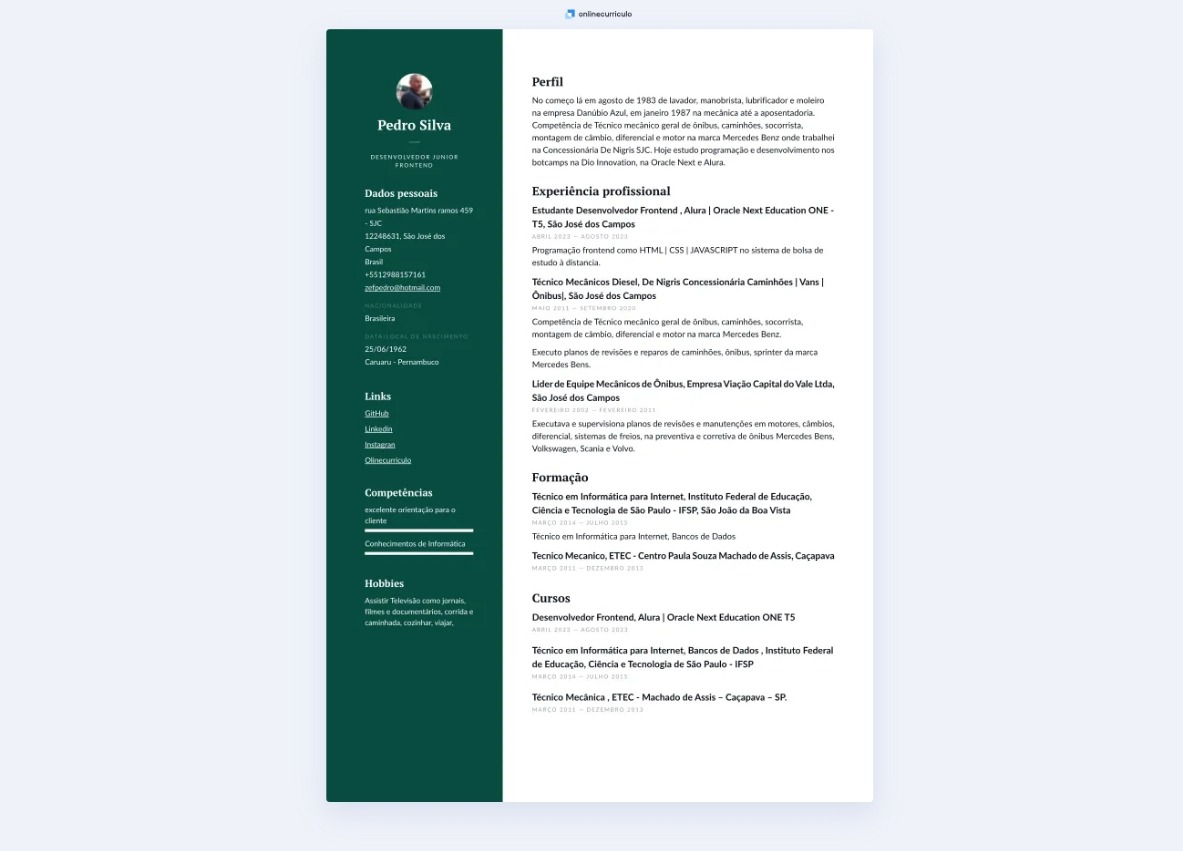 onlinecurriculo
Pedro Silva
DESENVOLVEDOR JUNIOR
FRONTEND
Dados pessoais
rua Sebastião Martins ramos 459
- SJC
12248631, São José dos
Campos
Brasil
+5512988157161
zefpedro@hotmail.com
NACIONALIDADE
Brasileira
DATA/LOCAL DE NASCIMENTO
25/06/1962
Caruaru - Pernambuco
Links
GitHub
Linkedin
Instagran
Olinecurriculo
Competências
excelente orientação para o
cliente
Conhecimentos de Informática
Hobbies
Assistir Televisão como jornais,
filmes e documentários, corrida e
caminhada, cozinhar, viajar,
Perfil
No começo lá em agosto de 1983 de lavador, manobrista, lubrificador e moleiro
na empresa Danúbio Azul, em janeiro 1987 na mecânica até a aposentadoria.
Competência de Técnico mecânico geral de ônibus, caminhões, socorrista,
montagem de câmbio, diferencial e motor na marca Mercedes Benz onde trabalhei
na Concessionária De Nigris SJC. Hoje estudo programação e desenvolvimento nos
botcamps na Dio Innovation, na Oracle Next e Alura.
Experiência profissional
Estudante Desenvolvedor Frontend , Alura | Oracle Next Education ONE -
T5, São José dos Campos
ABRIL 2023 — AGOSTO 2023
Programação frontend como HTML | CSS | JAVASCRIPT no sistema de bolsa de
estudo à distancia.
Técnico Mecânicos Diesel, De Nigris Concessionária Caminhões | Vans |
Ônibus|, São José dos Campos
MAIO 2011 — SETEMBRO 2020
Competência de Técnico mecânico geral de ônibus, caminhões, socorrista,
montagem de câmbio, diferencial e motor na marca Mercedes Benz.
Executo planos de revisões e reparos de caminhões, ônibus, sprinter da marca
Mercedes Bens.
Lider de Equipe Mecânicos de Ônibus, Empresa Viação Capital do Vale Ltda,
São José dos Campos
FEVEREIRO 2002 — FEVEREIRO 2011
Executava e supervisiona planos de revisões e manutenções em motores, câmbios,
diferencial, sistemas de freios, na preventiva e corretiva de ônibus Mercedes Bens,
Volkswagen, Scania e Volvo.
Formação
Técnico em Informática para Internet, Instituto Federal de Educação,
Ciência e Tecnologia de São Paulo - IFSP, São João da Boa Vista
MARÇO 2014 — JULHO 2015
Técnico em Informática para Internet, Bancos de Dados
Tecnico Mecanico, ETEC - Centro Paula Souza Machado de Assis, Caçapava
MARÇO 2011 — DEZEMBRO 2013
Cursos
Desenvolvedor Frontend, Alura | Oracle Next Education ONE T5
ABRIL 2023 — AGOSTO 2023
Técnico em Informática para Internet, Bancos de Dados , Instituto Federal
de Educação, Ciência e Tecnologia de São Paulo - IFSP
MARÇO 2014 — JULHO 2015
Técnico Mecânica , ETEC - Machado de Assis – Caçapava – SP.
MARÇO 2011 — DEZEMBRO 2013